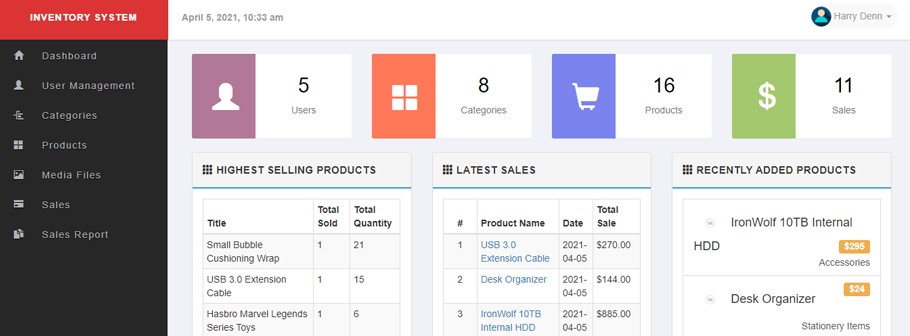 INVENTORY SYSTEM
April 5, 2021, 10:33 am
Harry Denn
Dashboard
User Management
Categories
Products
Media Files
Sales
Sales Report
5
Users
8
Categories
16
Products
$
11
Sales
HIGHEST SELLING PRODUCTS
Title Total Sold Total Quantity
Small Bubble Cushioning Wrap 1 21
USB 3.0 Extension Cable 1 15
Hasbro Marvel Legends Series Toys 1 6
LATEST SALES
# Product Name Date Total Sale
1 USB 3.0 Extension Cable 2021-04-05 $270.00
2 Desk Organizer 2021-04-05 $144.00
3 IronWolf 10TB Internal HDD 2021-04-05 $885.00
RECENTLY ADDED PRODUCTS
IronWolf 10TB Internal
HDD $295
Accessories
$24
Desk Organizer
Stationery Items